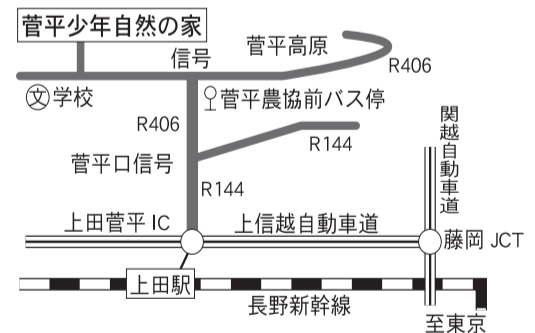 菅平少年自然の家
信号
菅平高原
R406
文学校
菅平農協前バス停
R406
R144
菅平口信号
R144
関越自動車道
上田菅平 IC
上信越自動車道
藤岡 JCT
上田駅
長野新幹線
至東京